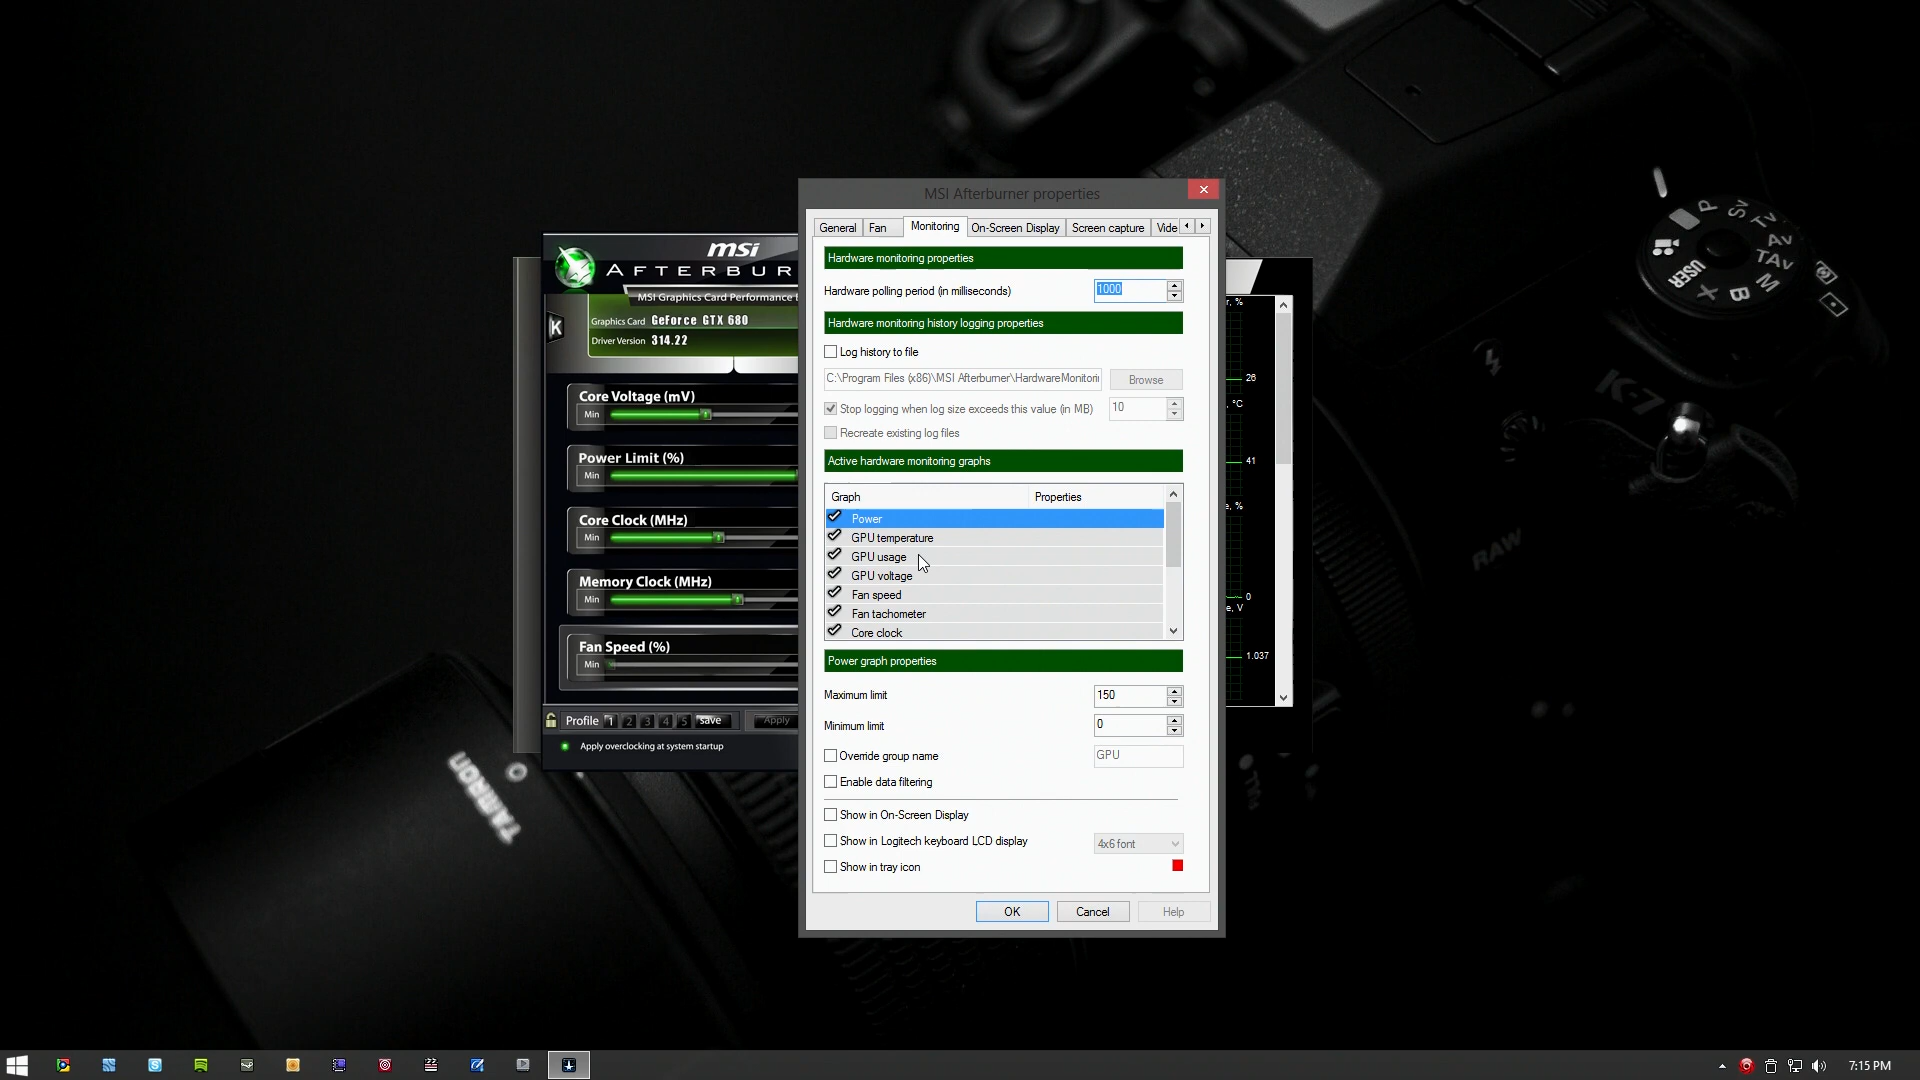 MSI Afterburner properties
General
Fan
Monitoring
On-Screen Display
Screen capture
Vide
Hardware monitoring properties
Hardware polling period (in milliseconds)
1000
Hardware monitoring history logging properties
Log history to file
C:\Program Files (x86)\MSI Afterburner\HardwareMonitori
Browse
Stop logging when log size exceeds this value (in MB)
10
Recreate existing log files
Active hardware monitoring graphs
Graph
Properties
Power
GPU temperature
GPU usage
GPU voltage
Fan speed
Fan tachometer
Core clock
Power graph properties
Maximum limit
150
Minimum limit
0
Override group name
GPU
Enable data filtering
Show in On-Screen Display
Show in Logitech keyboard LCD display
4x6 font
Show in tray icon
OK
Cancel
Help
msi
AFTERBUR
MSI Graphics Card Performance
K
Graphics Card GeForce GTX 680
Driver Version 314.22
Core Voltage (mV)
Min
Power Limit (%)
Min
Core Clock (MHz)
Min
Memory Clock (MHz)
Min
Fan Speed (%)
Min
Profile 1 2 3 4 5 save
Apply
Apply overclocking at system startup
r, %
26
, °C
41
e, %
0
e, V
1.037
P
Sv
Tv
Av
TAv
M
B
X
USER
K-7
RAW
TAMRON
7:15 PM